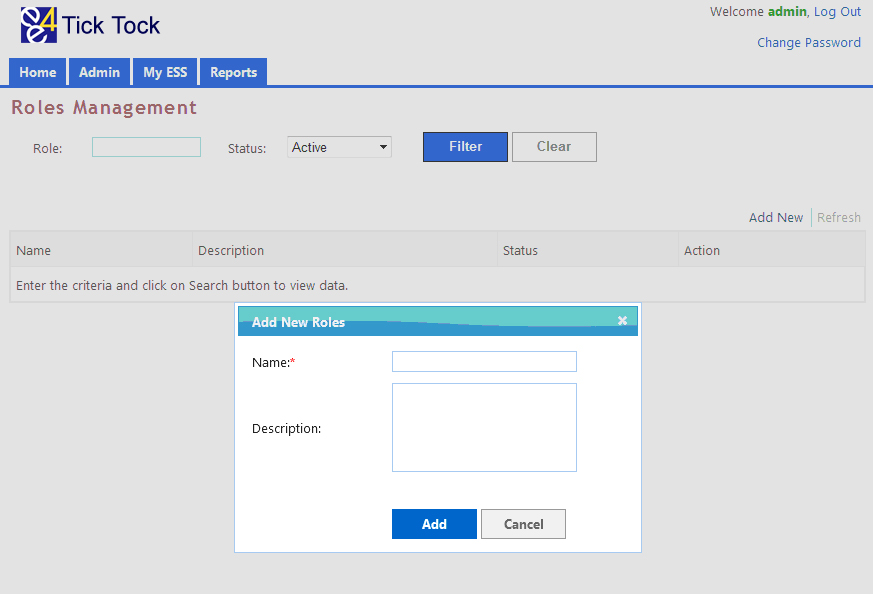 Welcome admin, Log Out
e4e Tick Tock
Change Password
Home Admin My ESS Reports
Roles Management
Role: Status: Active Filter Clear
Add New Refresh
Name Description Status Action
Enter the criteria and click on Search button to view data.
Add New Roles
Name:*
Description:
Add Cancel